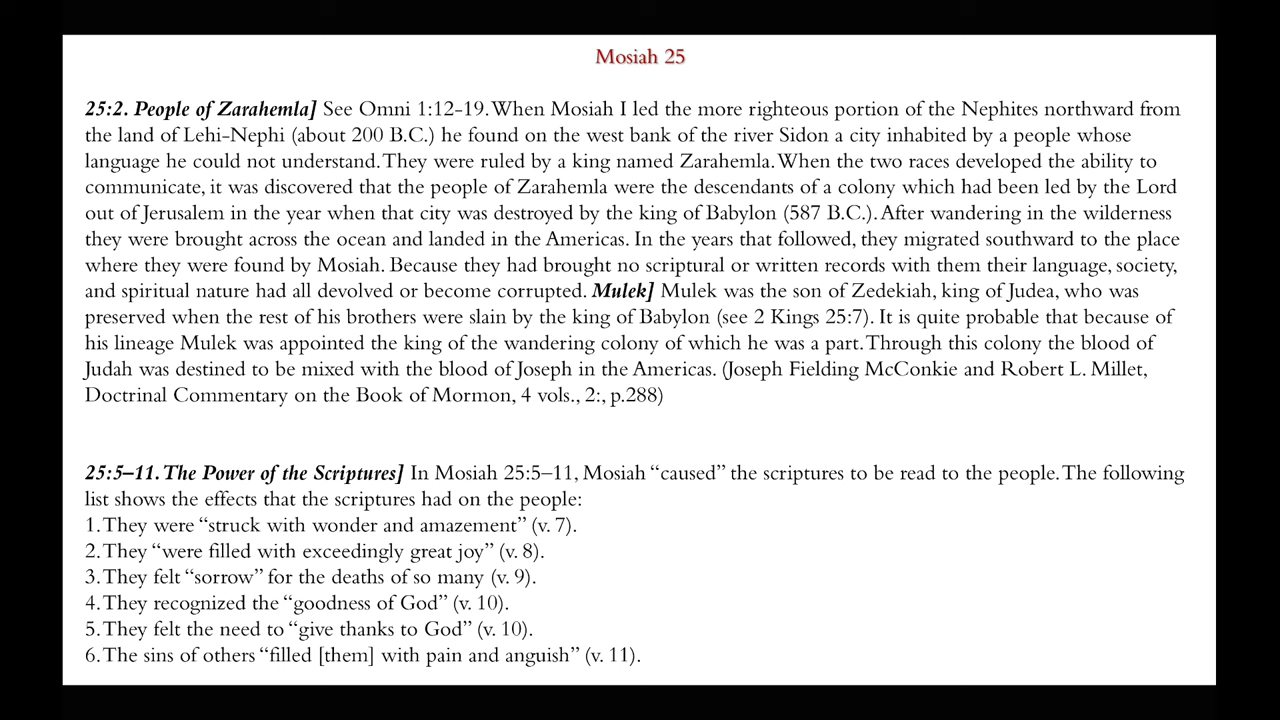 Mosiah 25
25:2. People of Zarahemla] See Omni 1:12-19. When Mosiah I led the more righteous portion of the Nephites northward from
the land of Lehi-Nephi (about 200 B.C.) he found on the west bank of the river Sidon a city inhabited by a people whose
language he could not understand. They were ruled by a king named Zarahemla. When the two races developed the ability to
communicate, it was discovered that the people of Zarahemla were the descendants of a colony which had been led by the Lord
out of Jerusalem in the year when that city was destroyed by the king of Babylon (587 B.C.). After wandering in the wilderness
they were brought across the ocean and landed in the Americas. In the years that followed, they migrated southward to the place
where they were found by Mosiah. Because they had brought no scriptural or written records with them their language, society,
and spiritual nature had all devolved or become corrupted. Mulek] Mulek was the son of Zedekiah, king of Judea, who was
preserved when the rest of his brothers were slain by the king of Babylon (see 2 Kings 25:7). It is quite probable that because of
his lineage Mulek was appointed the king of the wandering colony of which he was a part. Through this colony the blood of
Judah was destined to be mixed with the blood of Joseph in the Americas. (Joseph Fielding McConkie and Robert L. Millet,
Doctrinal Commentary on the Book of Mormon, 4 vols., 2:, p.288)
25:5–11. The Power of the Scriptures] In Mosiah 25:5–11, Mosiah “caused” the scriptures to be read to the people. The following
list shows the effects that the scriptures had on the people:
1. They were “struck with wonder and amazement” (v. 7).
2. They “were filled with exceedingly great joy” (v. 8).
3. They felt “sorrow” for the deaths of so many (v. 9).
4. They recognized the “goodness of God” (v. 10).
5. They felt the need to “give thanks to God” (v. 10).
6. The sins of others “filled [them] with pain and anguish” (v. 11).